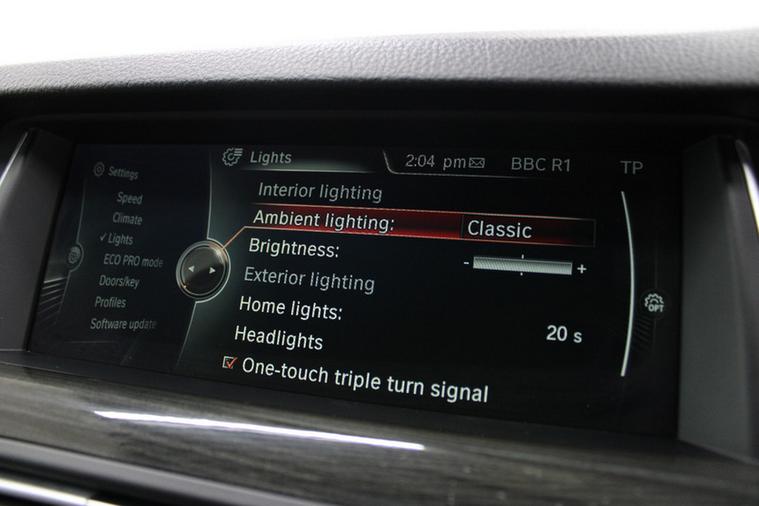 Settings
Speed
Climate
Lights
ECO PRO mode
Doors/key
Profiles
Software update
Lights
2:04 pm BBC R1 TP
Interior lighting
Ambient lighting: Classic
Brightness: - +
Exterior lighting
Home lights: 20 s
Headlights
One-touch triple turn signal
OPT